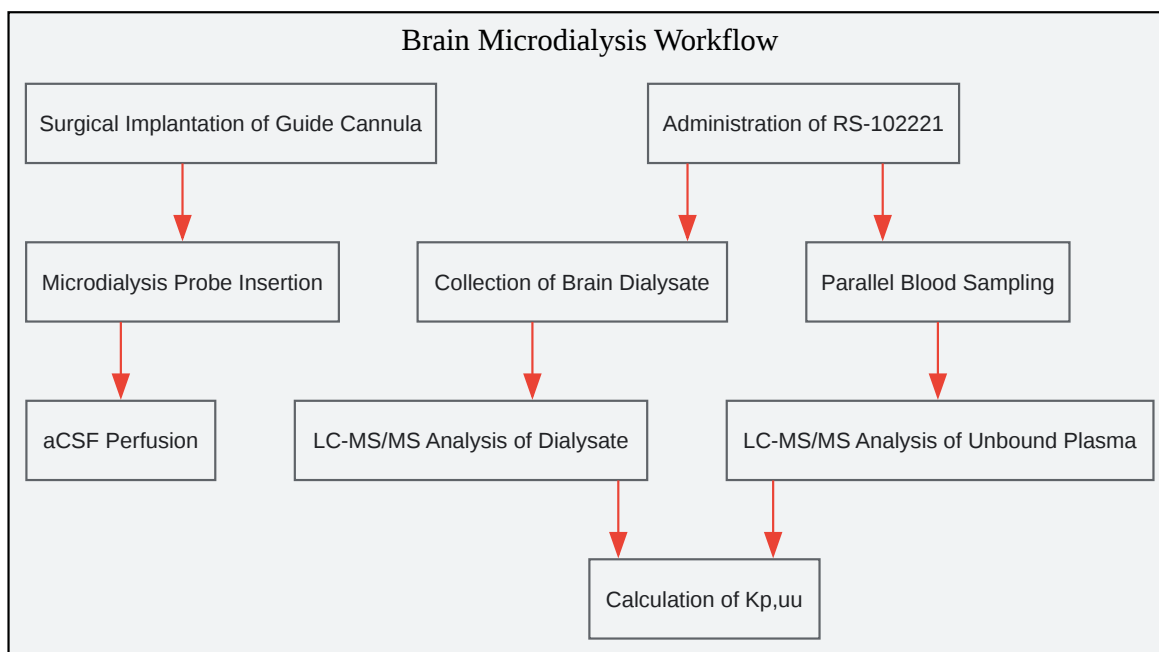 Brain Microdialysis Workflow
Surgical Implantation of Guide Cannula
Administration of RS-102221
Microdialysis Probe Insertion
Collection of Brain Dialysate
Parallel Blood Sampling
aCSF Perfusion
LC-MS/MS Analysis of Dialysate
LC-MS/MS Analysis of Unbound Plasma
Calculation of Kp,uu